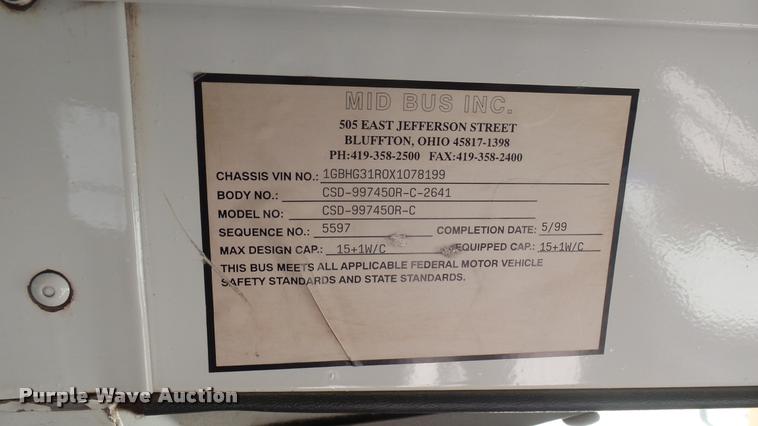 MID BUS INC.
505 EAST JEFFERSON STREET
BLUFFTON, OHIO 45817-1398
PH:419-358-2500 FAX:419-358-2400
CHASSIS VIN NO.: 1GBHG31R0X1078199
BODY NO.: CSD-997450R-C-2641
MODEL NO: CSD-997450R-C
SEQUENCE NO.: 5597 COMPLETION DATE: 5/99
MAX DESIGN CAP.: 15+1W/C EQUIPPED CAP.: 15+1W/C
THIS BUS MEETS ALL APPLICABLE FEDERAL MOTOR VEHICLE
SAFETY STANDARDS AND STATE STANDARDS.
Purple Wave Auction